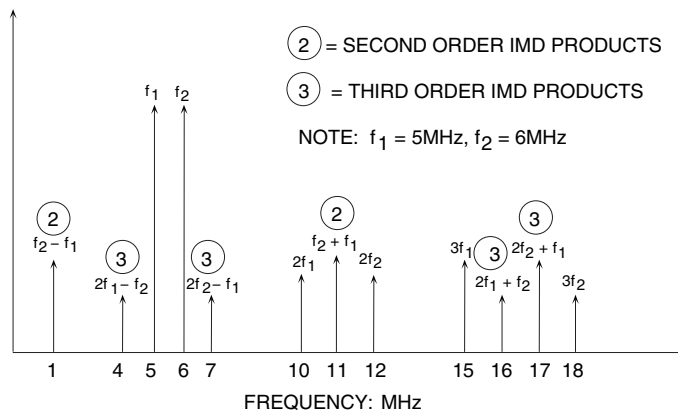 2 = SECOND ORDER IMD PRODUCTS
f1 f2
3 = THIRD ORDER IMD PRODUCTS
NOTE: f1 = 5MHz, f2 = 6MHz
2 2 3
f2 – f1 3 3 f2 + f1 3f1 3 2f2 + f1
2f1 – f2 2f2 – f1 2f1 2f2 2f1 + f2 3f2
1 4 5 6 7 10 11 12 15 16 17 18
FREQUENCY: MHz